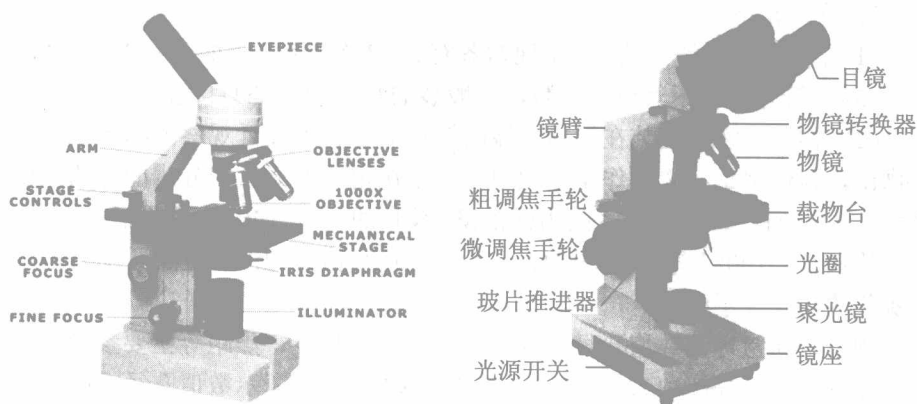 EYEPIECE
ARM
OBJECTIVE
LENSES
STAGE
CONTROLS
1000X
OBJECTIVE
MECHANICAL
STAGE
COARSE
FOCUS
IRIS DIAPHRAGM
FINE FOCUS
ILLUMINATOR
目镜
镜臂
物镜转换器
物镜
粗调焦手轮
载物台
微调焦手轮
光圈
玻片推进器
聚光镜
镜座
光源开关